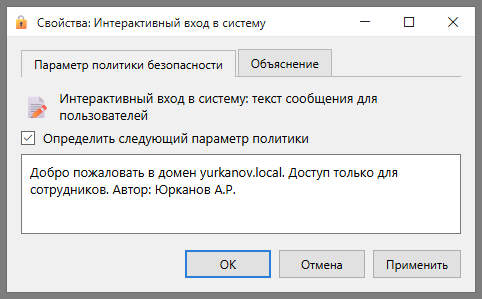 Свойства: Интерактивный вход в систему
Параметр политики безопасности
Объяснение
Интерактивный вход в систему: текст сообщения для
пользователей
Определить следующий параметр политики
Добро пожаловать в домен yurkanov.local. Доступ только для
сотрудников. Автор: Юрканов А.Р.
ОК
Отмена
Применить